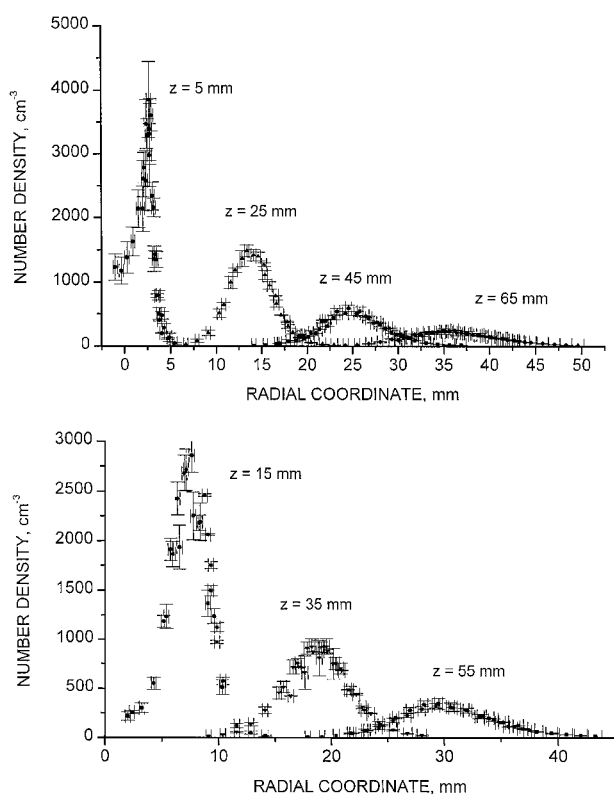 5000
4000
3000
2000
1000
0
NUMBER DENSITY, cm-3
z = 5 mm
z = 25 mm
z = 45 mm
z = 65 mm
0 5 10 15 20 25 30 35 40 45 50
RADIAL COORDINATE, mm
3000
2500
2000
1500
1000
500
0
NUMBER DENSITY, cm-3
z = 15 mm
z = 35 mm
z = 55 mm
0 10 20 30 40
RADIAL COORDINATE, mm